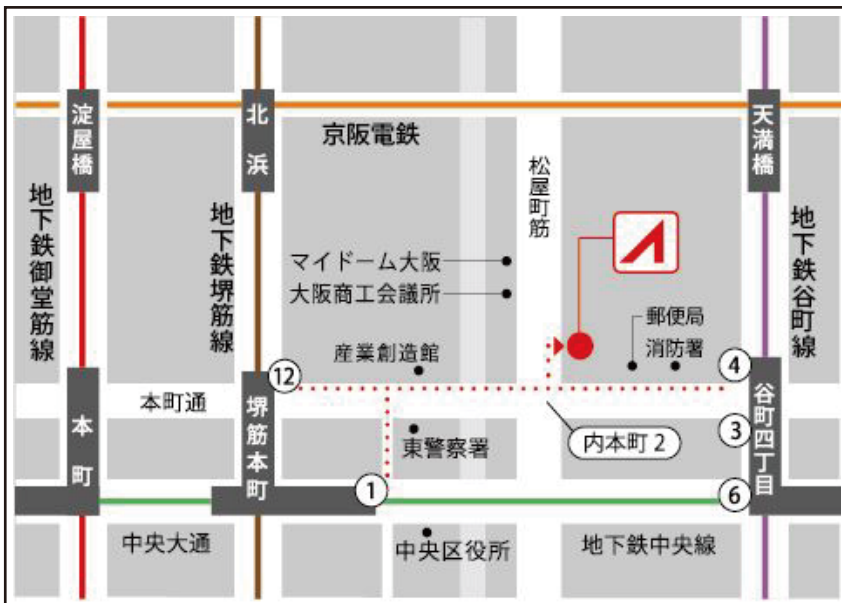 淀屋橋
北浜
天満橋
京阪電鉄
松屋町筋
地下鉄御堂筋線
地下鉄堺筋線
地下鉄谷町線
マイドーム大阪
大阪商工会議所
郵便局
産業創造館
消防署
12
4
本町通
本町
堺筋本町
谷町四丁目
3
東警察署
内本町2
1
6
中央大通
中央区役所
地下鉄中央線